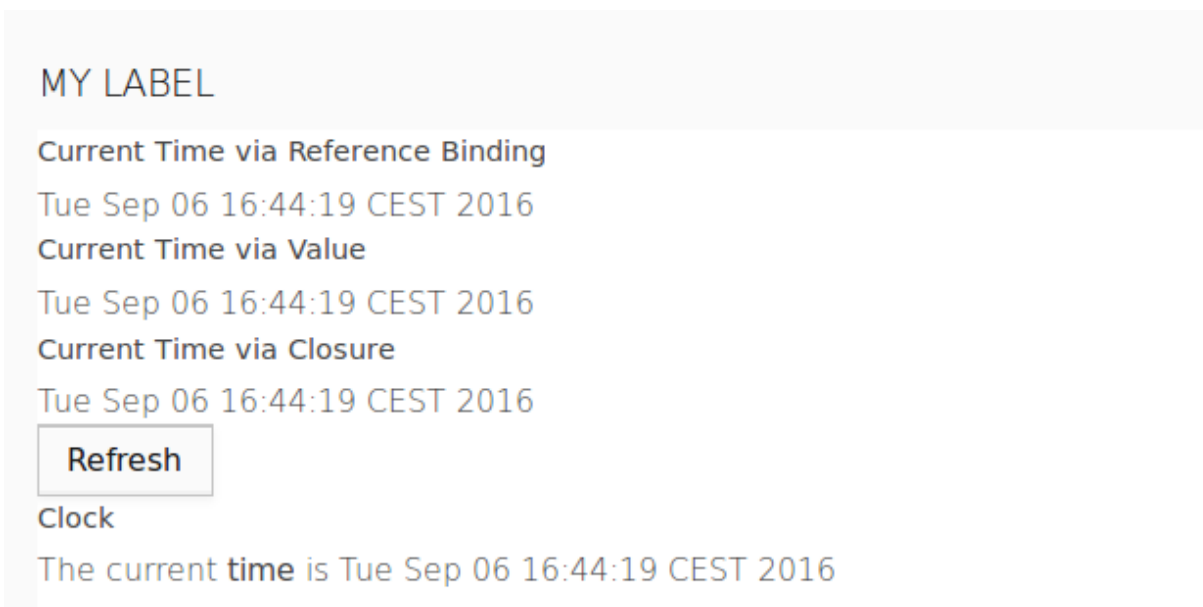 MY LABEL
Current Time via Reference Binding
Tue Sep 06 16:44:19 CEST 2016
Current Time via Value
Tue Sep 06 16:44:19 CEST 2016
Current Time via Closure
Tue Sep 06 16:44:19 CEST 2016
Refresh
Clock
The current time is Tue Sep 06 16:44:19 CEST 2016